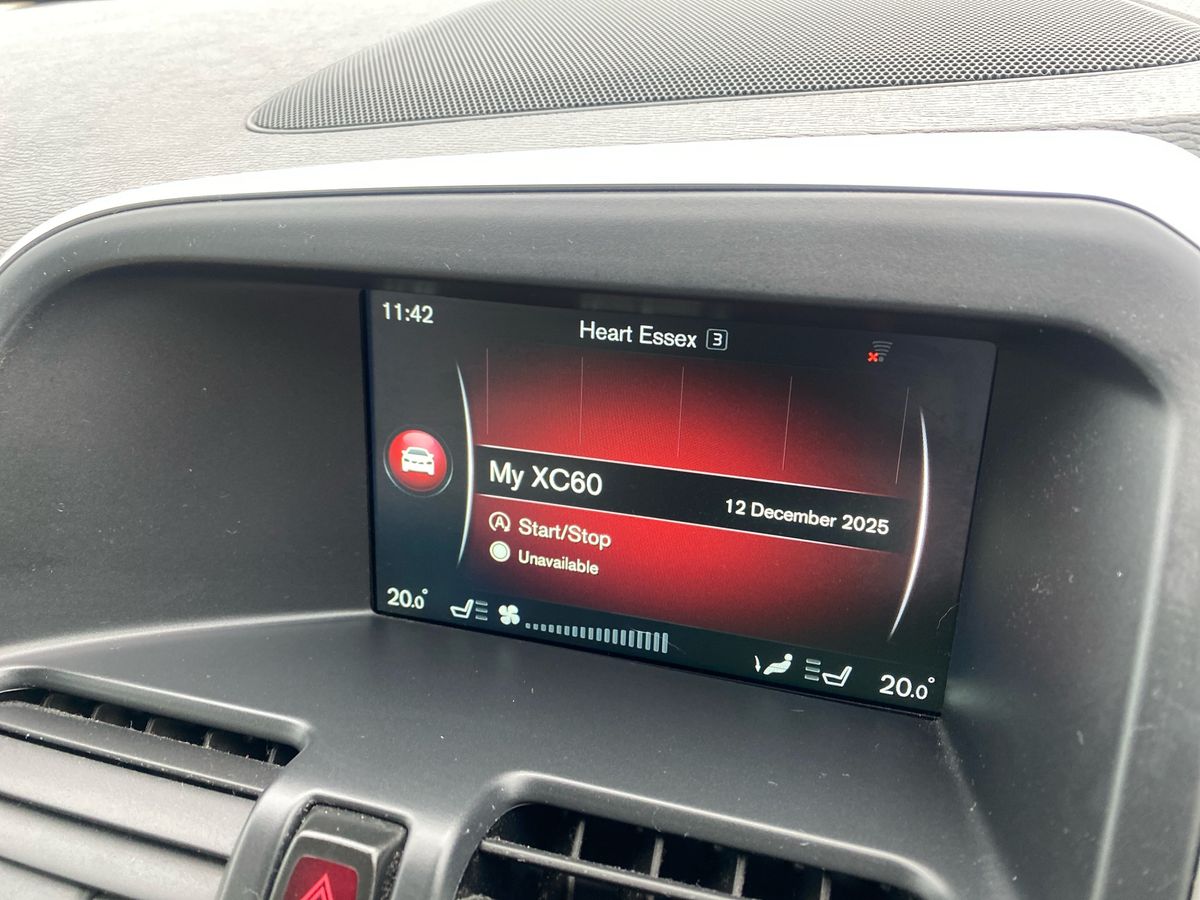 11:42
Heart Essex 3
My XC60
12 December 2025
A Start/Stop
Unavailable
20.0°
20.0°